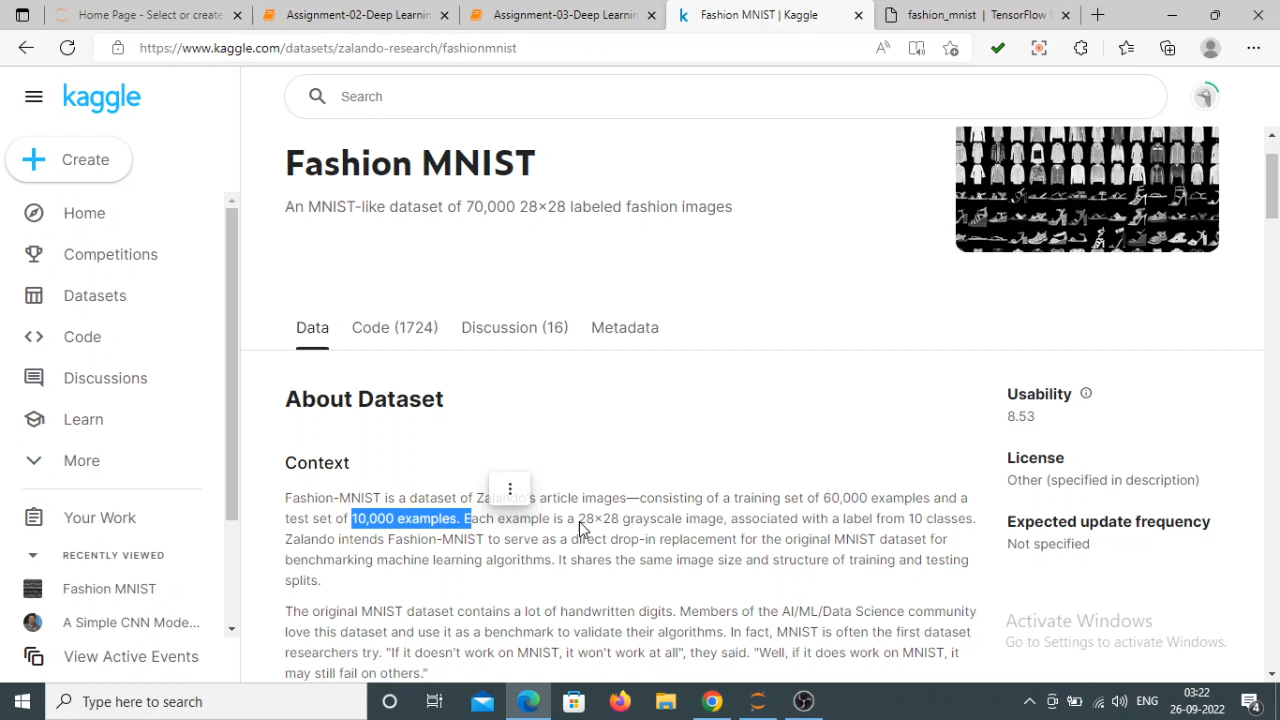 Home Page - Select or create
Assignment-02-Deep Learnin
Assignment-03-Deep Learnin
Fashion MNIST | Kaggle
fashion_mnist | TensorFlow
https://www.kaggle.com/datasets/zalando-research/fashionmnist
kaggle
Search
Create
Home
Competitions
Datasets
Code
Discussions
Learn
More
Your Work
RECENTLY VIEWED
Fashion MNIST
A Simple CNN Mode...
View Active Events
Fashion MNIST
An MNIST-like dataset of 70,000 28×28 labeled fashion images
Data Code (1724) Discussion (16) Metadata
About Dataset
Context
Fashion-MNIST is a dataset of Zalando's article images—consisting of a training set of 60,000 examples and a
test set of 10,000 examples. Each example is a 28×28 grayscale image, associated with a label from 10 classes.
Zalando intends Fashion-MNIST to serve as a direct drop-in replacement for the original MNIST dataset for
benchmarking machine learning algorithms. It shares the same image size and structure of training and testing
splits.
The original MNIST dataset contains a lot of handwritten digits. Members of the AI/ML/Data Science community
love this dataset and use it as a benchmark to validate their algorithms. In fact, MNIST is often the first dataset
researchers try. "If it doesn't work on MNIST, it won't work at all", they said. "Well, if it does work on MNIST, it
may still fail on others."
Usability
8.53
License
Other (specified in description)
Expected update frequency
Not specified
Activate Windows
Go to Settings to activate Windows.
Type here to search
ENG
03:22
26-09-2022
4